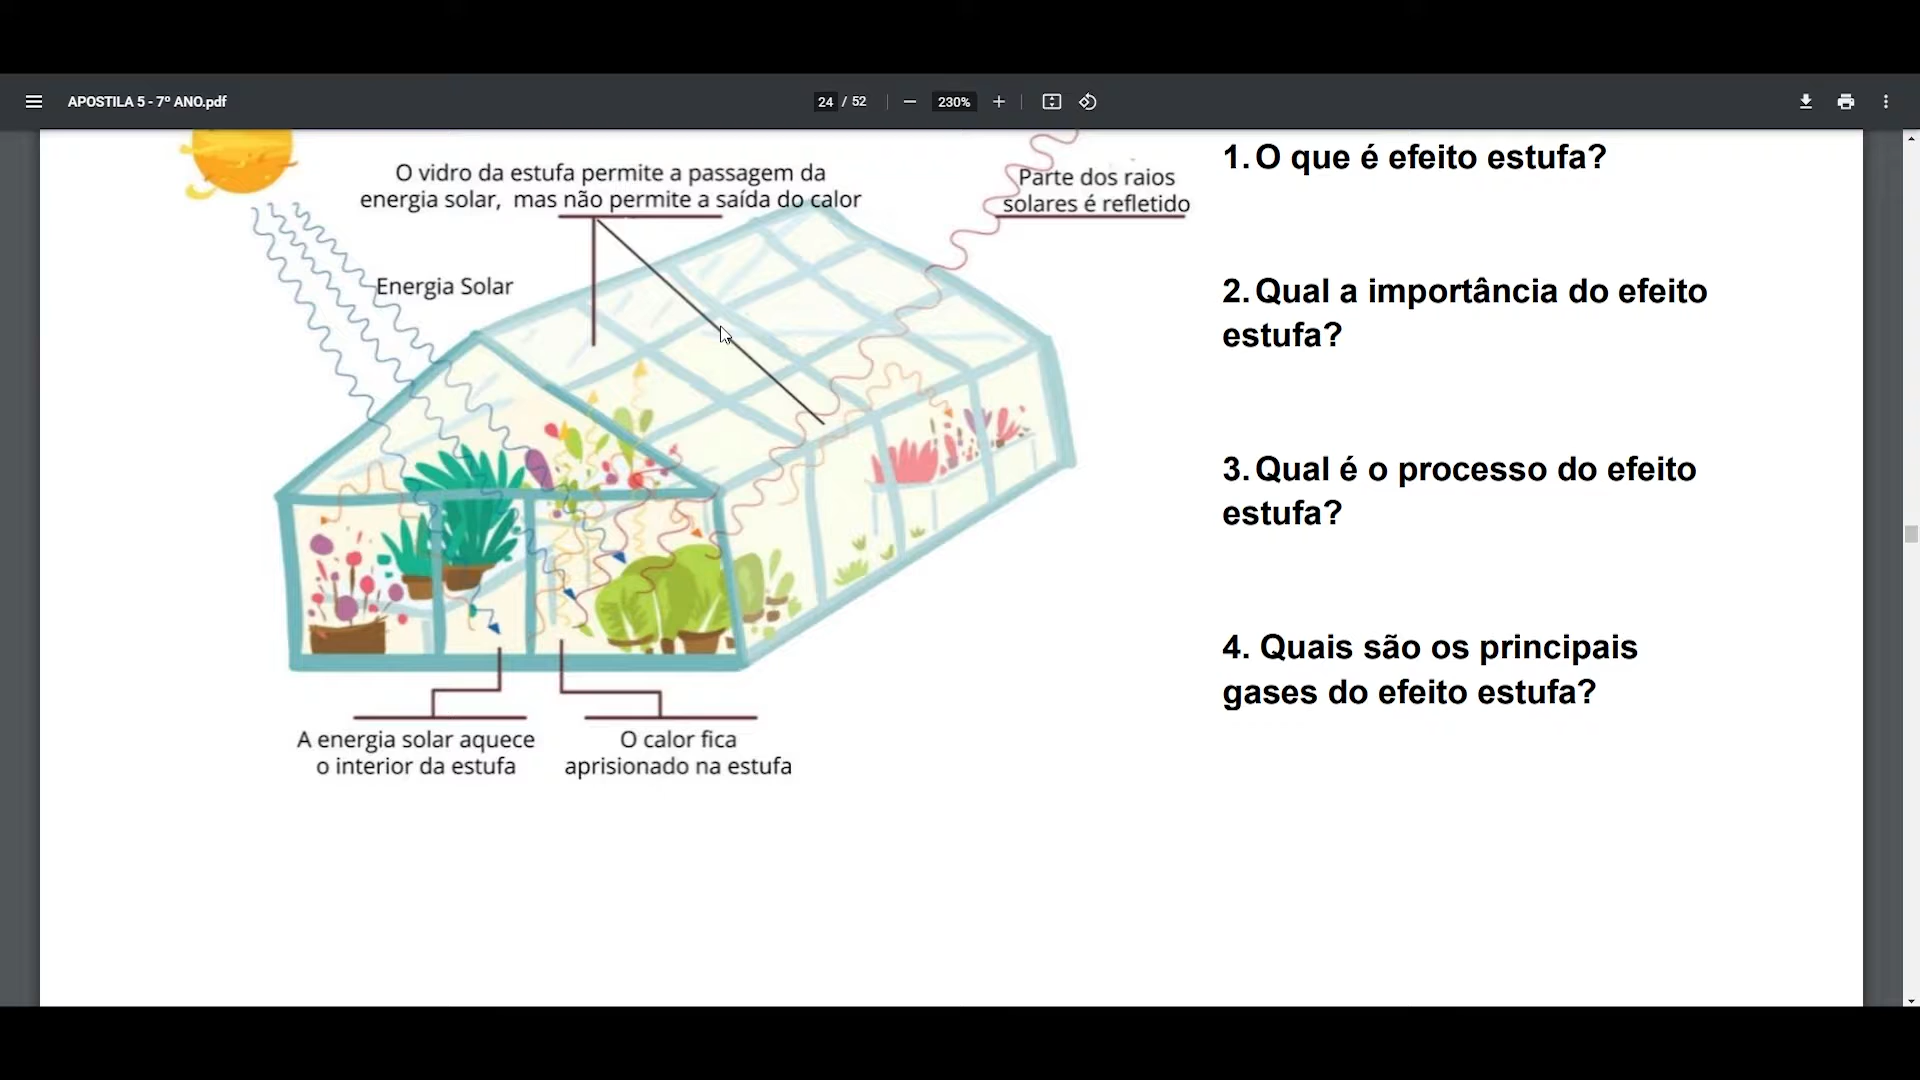 APOSTILA 5 - 7º ANO.pdf
24 / 52
230%
O vidro da estufa permite a passagem da
energia solar, mas não permite a saída do calor
Parte dos raios
solares é refletido
Energia Solar
A energia solar aquece
o interior da estufa
O calor fica
aprisionado na estufa
1. O que é efeito estufa?
2. Qual a importância do efeito
estufa?
3. Qual é o processo do efeito
estufa?
4. Quais são os principais
gases do efeito estufa?